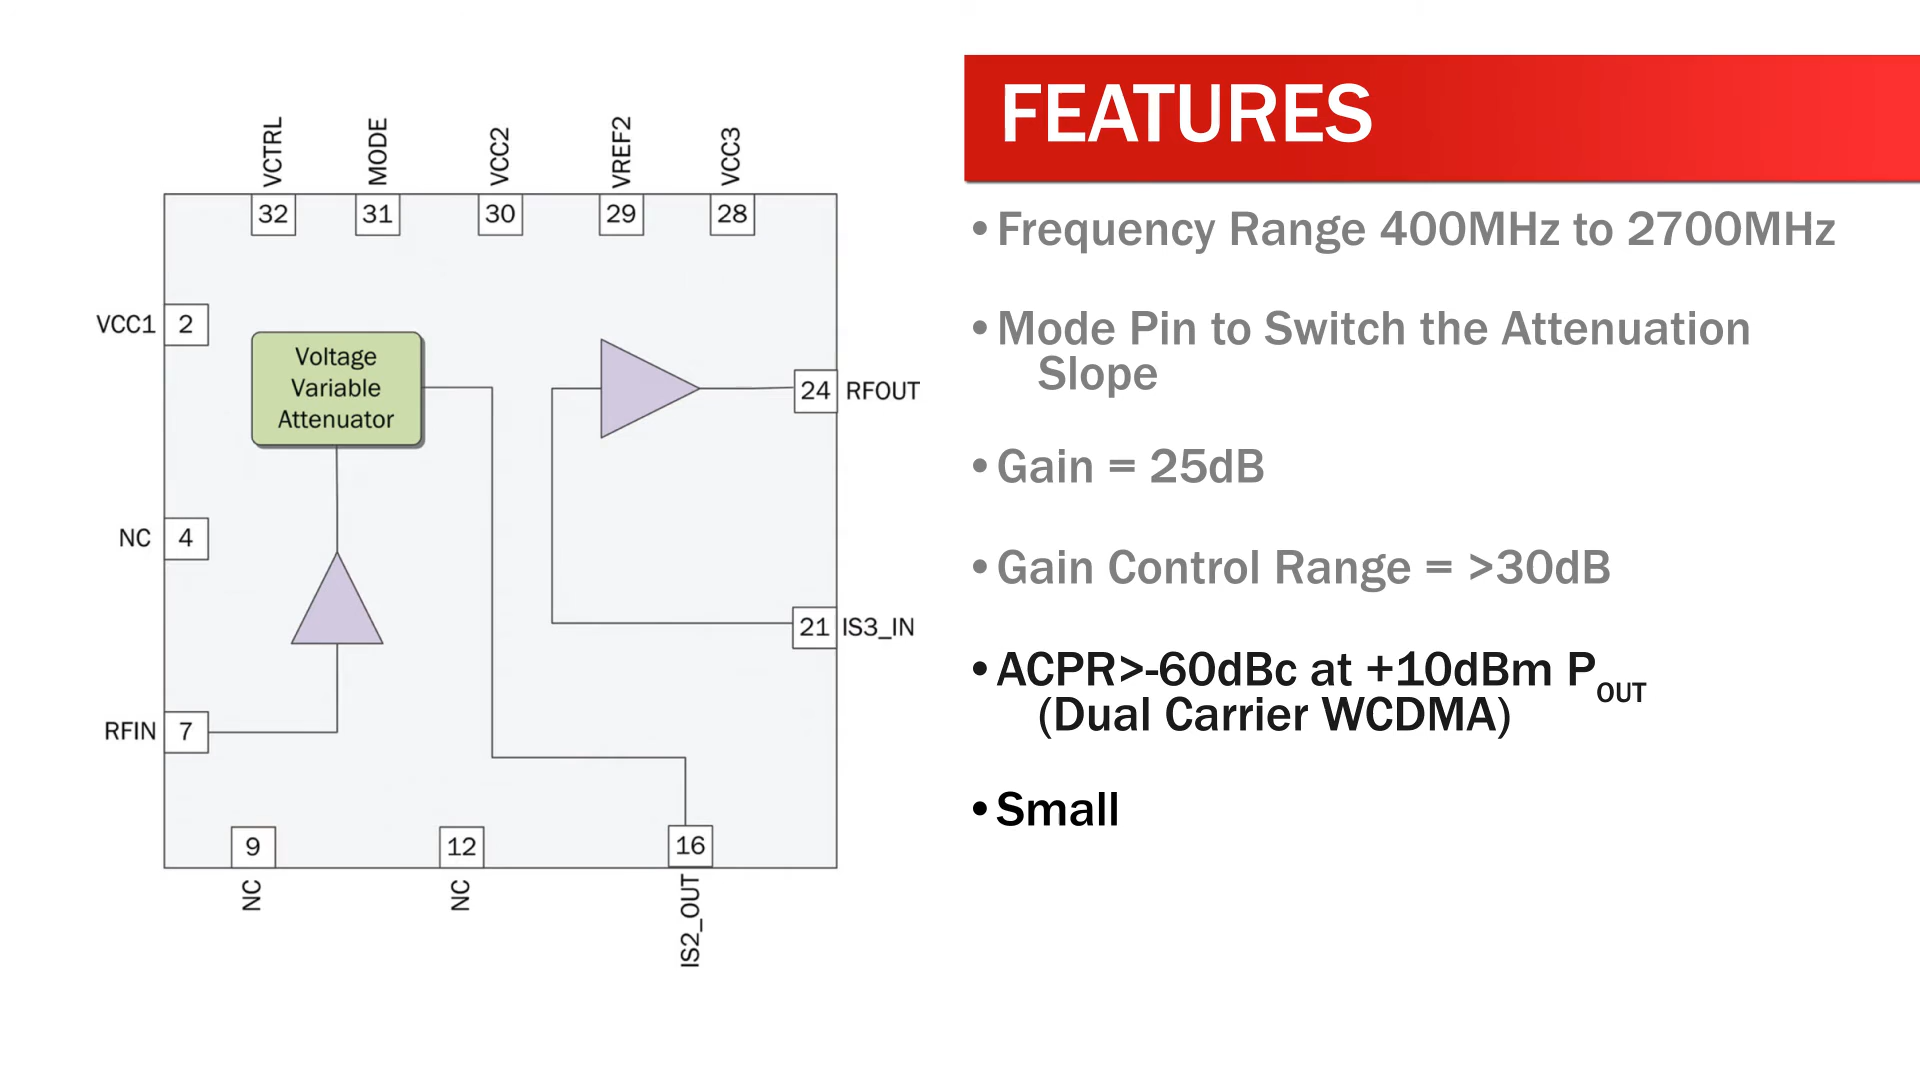 VCTRL
MODE
VCC2
VREF2
VCC3
32
31
30
29
28
VCC1
2
Voltage
Variable
Attenuator
24
RFOUT
NC
4
21
IS3_IN
RFIN
7
9
12
16
NC
NC
IS2_OUT
FEATURES
•Frequency Range 400MHz to 2700MHz
•Mode Pin to Switch the Attenuation
Slope
•Gain = 25dB
•Gain Control Range = >30dB
•ACPR>-60dBc at +10dBm POUT
(Dual Carrier WCDMA)
•Small